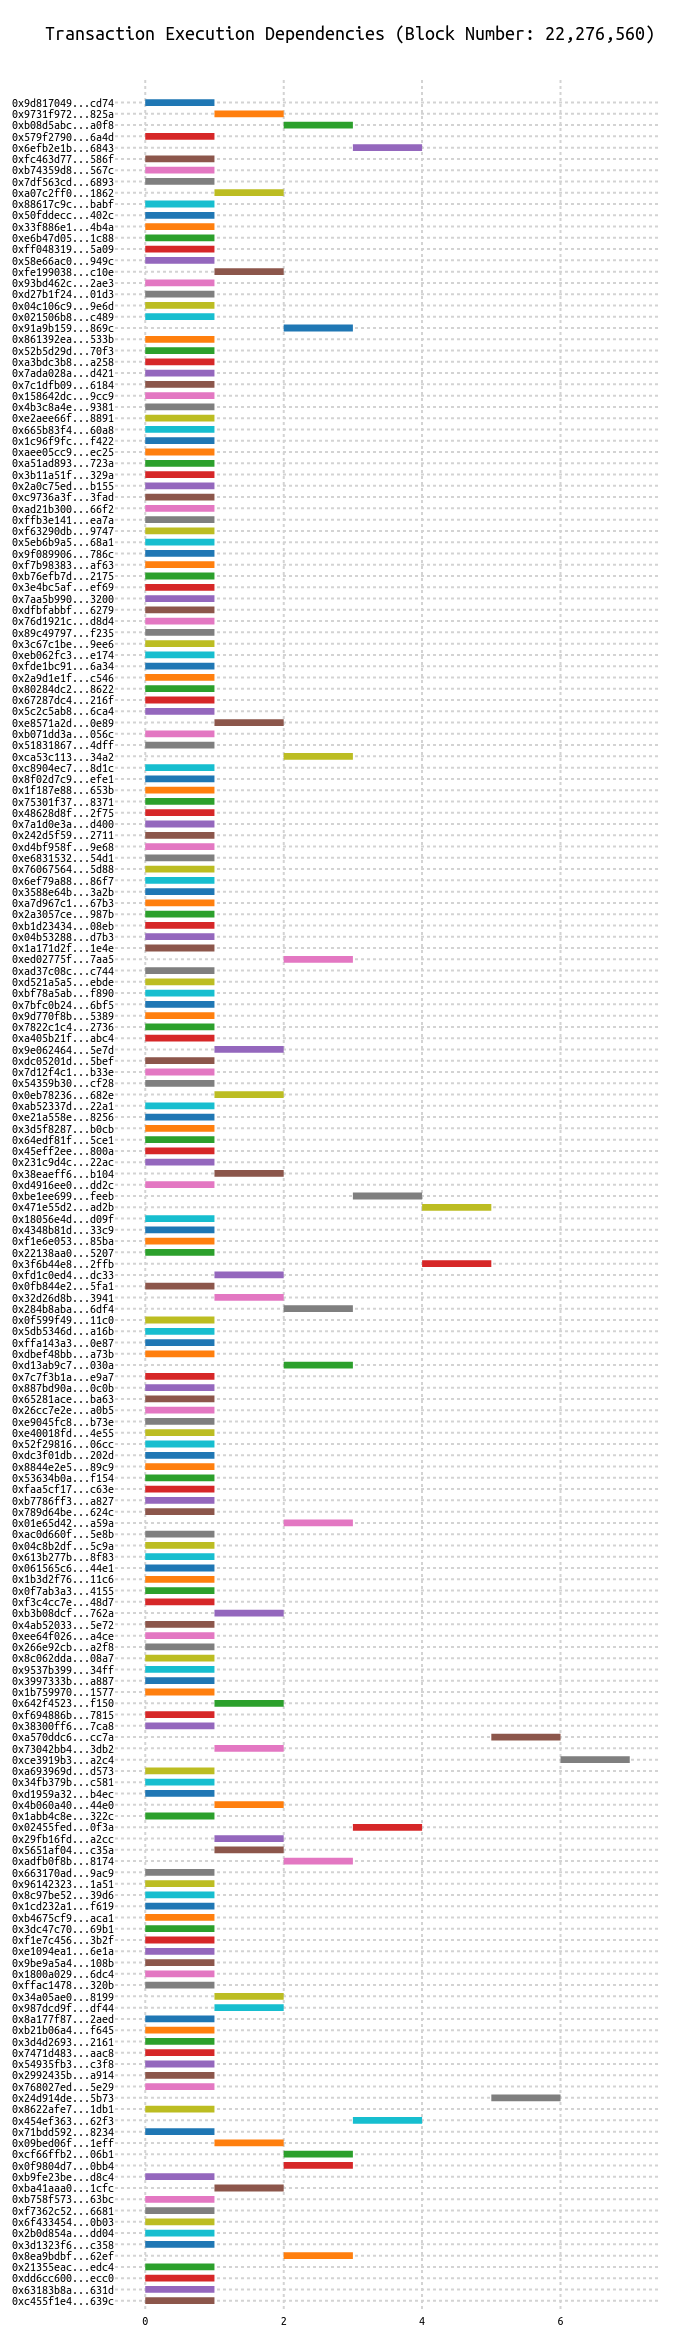 Transaction Execution Dependencies (Block Number: 22,276,560)
0x9d817049...cd74
0x9731f972...825a
0xb08d5abc...a0f8
0x579f2790...6a4d
0x6efb2e1b...6843
0xfc463d77...586f
0xb74359d8...567c
0x7df563cd...6893
0xa07c2ff0...1862
0x88617c9c...babf
0x50fddecc...402c
0x33f886e1...4b4a
0xe6b47d05...1c88
0xff048319...5a09
0x58e66ac0...949c
0xfe199038...c10e
0x93bd462c...2ae3
0xd27b1f24...01d3
0x04c106c9...9e6d
0x021506b8...c489
0x91a9b159...869c
0x861392ea...533b
0x52b5d29d...70f3
0xa3bdc3b8...a258
0x7ada028a...d421
0x7c1dfb09...6184
0x158642dc...9cc9
0x4b3c8a4e...9381
0xe2aee66f...8891
0x665b83f4...60a8
0x1c96f9fc...f422
0xaee05cc9...ec25
0xa51ad893...723a
0x3b11a51f...329a
0x2a0c75ed...b155
0xc9736a3f...3fad
0xad21b300...66f2
0xffb3e141...ea7a
0xf63290db...9747
0x5eb6b9a5...68a1
0x9f089906...786c
0xf7b98383...af63
0xb76efb7d...2175
0x3e4bc5af...ef69
0x7aa5b990...3200
0xdfbfabbf...6279
0x76d1921c...d8d4
0x89c49797...f235
0x3c67c1be...9ee6
0xeb062fc3...e174
0xfde1bc91...6a34
0x2a9d1e1f...c546
0x80284dc2...8622
0x67287dc4...216f
0x5c2c5ab8...6ca4
0xe8571a2d...0e89
0xb071dd3a...056c
0x51831867...4dff
0xca53c113...34a2
0xc8904ec7...8d1c
0x8f02d7c9...efe1
0x1f187e88...653b
0x75301f37...8371
0x48628d8f...2f75
0x7a1d0e3a...d400
0x242d5f59...2711
0xd4bf958f...9e68
0xe6831532...54d1
0x76067564...5d88
0x6ef79a88...86f7
0x3588e64b...3a2b
0xa7d967c1...67b3
0x2a3057ce...987b
0xb1d23434...08eb
0x04b53288...d7b3
0x1a171d2f...1e4e
0xed02775f...7aa5
0xad37c08c...c744
0xd521a5a5...ebde
0xbf78a5ab...f890
0x7bfc0b24...6bf5
0x9d770f8b...5389
0x7822c1c4...2736
0xa405b21f...abc4
0x9e062464...5e7d
0xdc05201d...5bef
0x7d12f4c1...b33e
0x54359b30...cf28
0x0eb78236...682e
0xab52337d...22a1
0xe21a558e...8256
0x3d5f8287...b0cb
0x64edf81f...5ce1
0x45eff2ee...800a
0x231c9d4c...22ac
0x38eaeff6...b104
0xd4916ee0...dd2c
0xbe1ee699...feeb
0x471e55d2...ad2b
0x18056e4d...d09f
0x4348b81d...33c9
0xf1e6e053...85ba
0x22138aa0...5207
0x3f6b44e8...2ffb
0xfd1c0ed4...dc33
0x0fb844e2...5fa1
0x32d26d8b...3941
0x284b8aba...6df4
0x0f599f49...11c0
0x5db5346d...a16b
0xffa143a3...0e87
0xdbef48bb...a73b
0xd13ab9c7...030a
0x7c7f3b1a...e9a7
0x887bd90a...0c0b
0x65281ace...ba63
0x26cc7e2e...a0b5
0xe9045fc8...b73e
0xe40018fd...4e55
0x52f29816...06cc
0xdc3f01db...202d
0x8844e2e5...89c9
0x53634b0a...f154
0xfaa5cf17...c63e
0xb7786ff3...a827
0x789d64be...624c
0x01e65d42...a59a
0xac0d660f...5e8b
0x04c8b2df...5c9a
0x613b277b...8f83
0x061565c6...44e1
0x1b3d2f76...11c6
0x0f7ab3a3...4155
0xf3c4cc7e...48d7
0xb3b08dcf...762a
0x4ab52033...5e72
0xee64f026...a4ce
0x266e92cb...a2f8
0x8c062dda...08a7
0x9537b399...34ff
0x3997333b...a887
0x1b759970...1577
0x642f4523...f150
0xf694886b...7815
0x38300ff6...7ca8
0xa570ddc6...cc7a
0x73042bb4...3db2
0xce3919b3...a2c4
0xa693969d...d573
0x34fb379b...c581
0xd1959a32...b4ec
0x4b060a40...44e0
0x1abb4c8e...322c
0x02455fed...0f3a
0x29fb16fd...a2cc
0x5651af04...c35a
0xadfb0f8b...8174
0x663170ad...9ac9
0x96142323...1a51
0x8c97be52...39d6
0x1cd232a1...f619
0xb4675cf9...aca1
0x3dc47c70...69b1
0xf1e7c456...3b2f
0xe1094ea1...6e1a
0x9be9a5a4...108b
0x1800a029...6dc4
0xffac1478...320b
0x34a05ae0...8199
0x987dcd9f...df44
0x8a177f87...2aed
0xb21b06a4...f645
0x3d4d2693...2161
0x7471d483...aac8
0x54935fb3...c3f8
0x2992435b...a914
0x768027ed...5e29
0x24d914de...5b73
0x8622afe7...1db1
0x454ef363...62f3
0x71bdd592...8234
0x09bed06f...1eff
0xcf66ffb2...06b1
0x0f9804d7...0bb4
0xb9fe23be...d8c4
0xba41aaa0...1cfc
0xb758f573...63bc
0xf7362c52...6681
0x6f433454...0b03
0x2b0d854a...dd04
0x3d1323f6...c358
0x8ea9bdbf...62ef
0x21355eac...edc4
0xdd6cc600...ecc0
0x63183b8a...631d
0xc455f1e4...639c
0 2 4 6